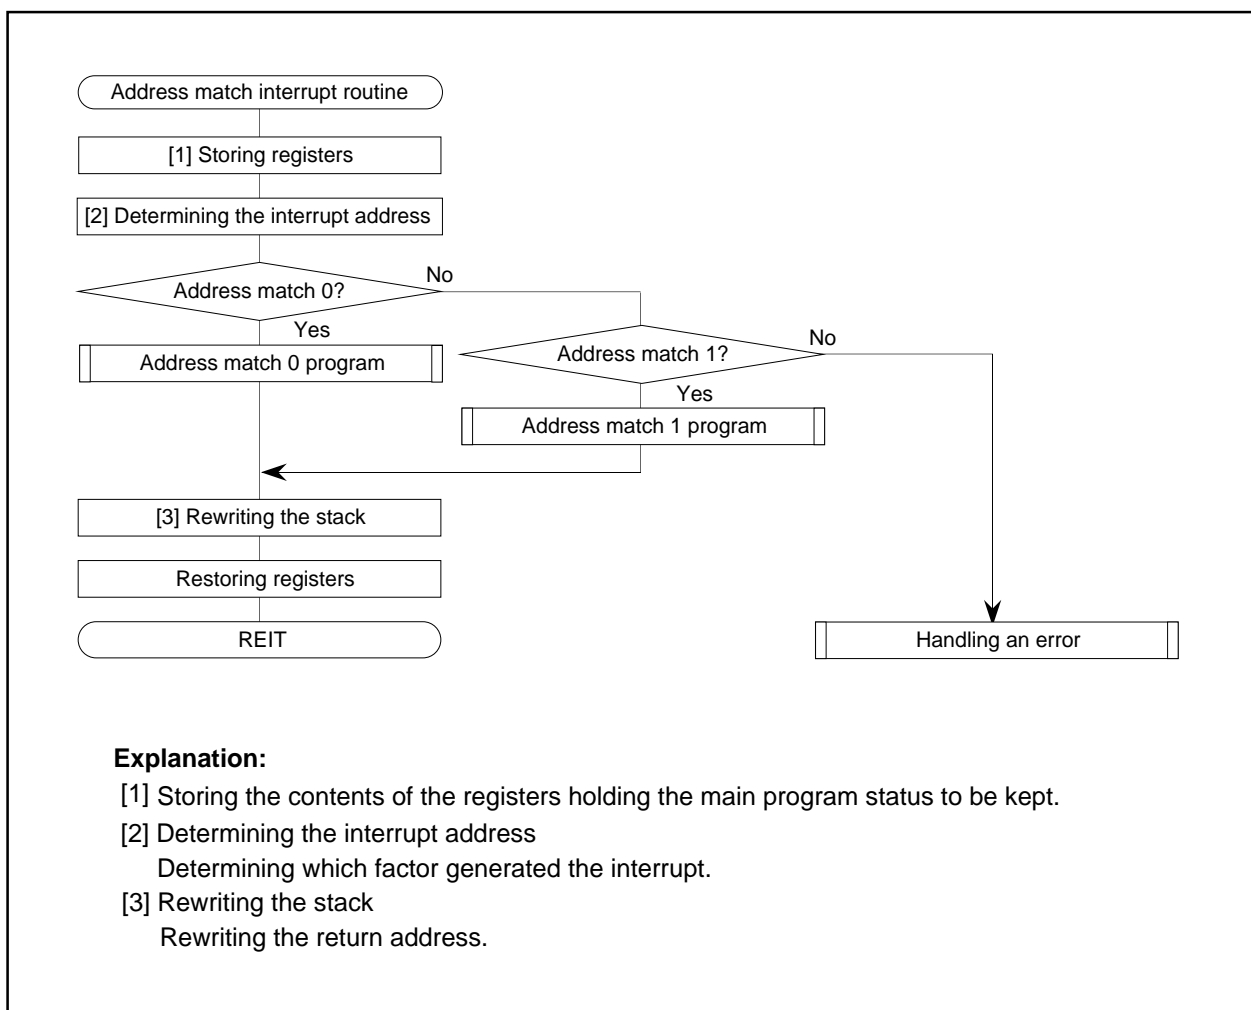 Address match interrupt routine
[1] Storing registers
[2] Determining the interrupt address
Address match 0?
No
Yes
Address match 0 program
Address match 1?
No
Yes
Address match 1 program
[3] Rewriting the stack
Restoring registers
REIT
Handling an error
Explanation:
[1] Storing the contents of the registers holding the main program status to be kept.
[2] Determining the interrupt address
Determining which factor generated the interrupt.
[3] Rewriting the stack
Rewriting the return address.